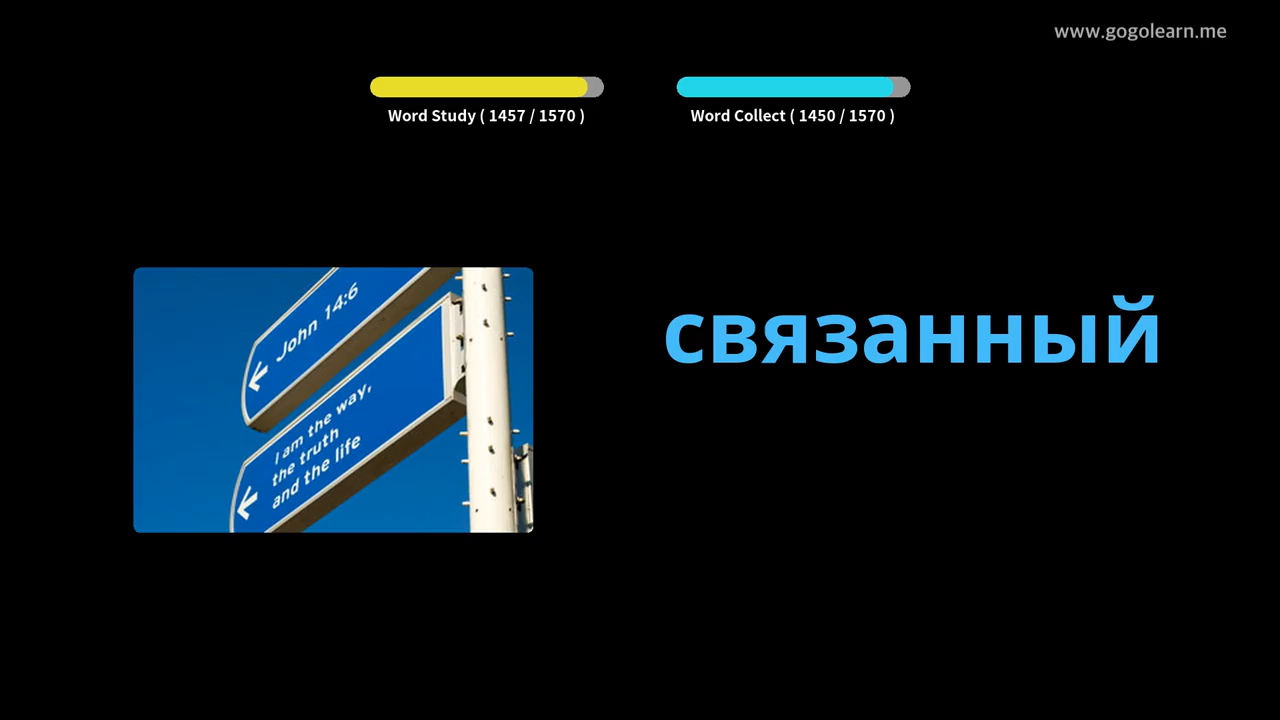 www.gogolearn.me
Word Study ( 1457 / 1570 )
Word Collect ( 1450 / 1570 )
John 14:6
I am the way,
the truth
and the life
связанный